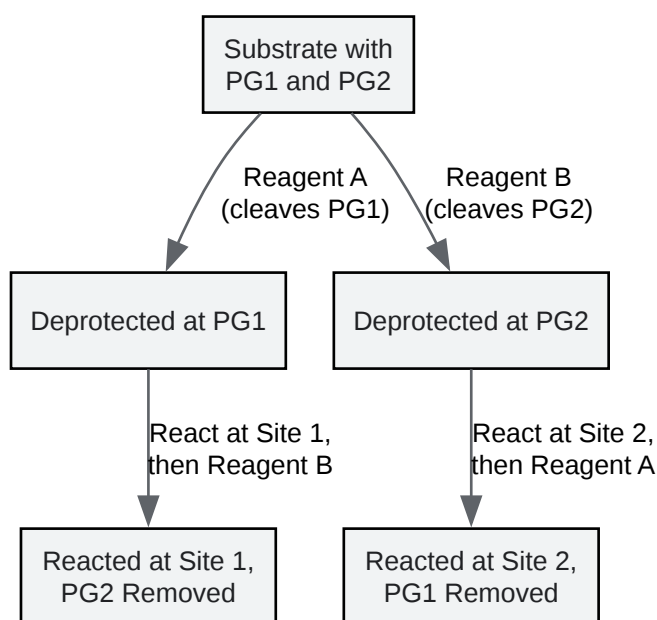 Substrate with
PG1 and PG2
Reagent A
(cleaves PG1)
Reagent B
(cleaves PG2)
Deprotected at PG1
Deprotected at PG2
React at Site 1,
then Reagent B
React at Site 2,
then Reagent A
Reacted at Site 1,
PG2 Removed
Reacted at Site 2,
PG1 Removed